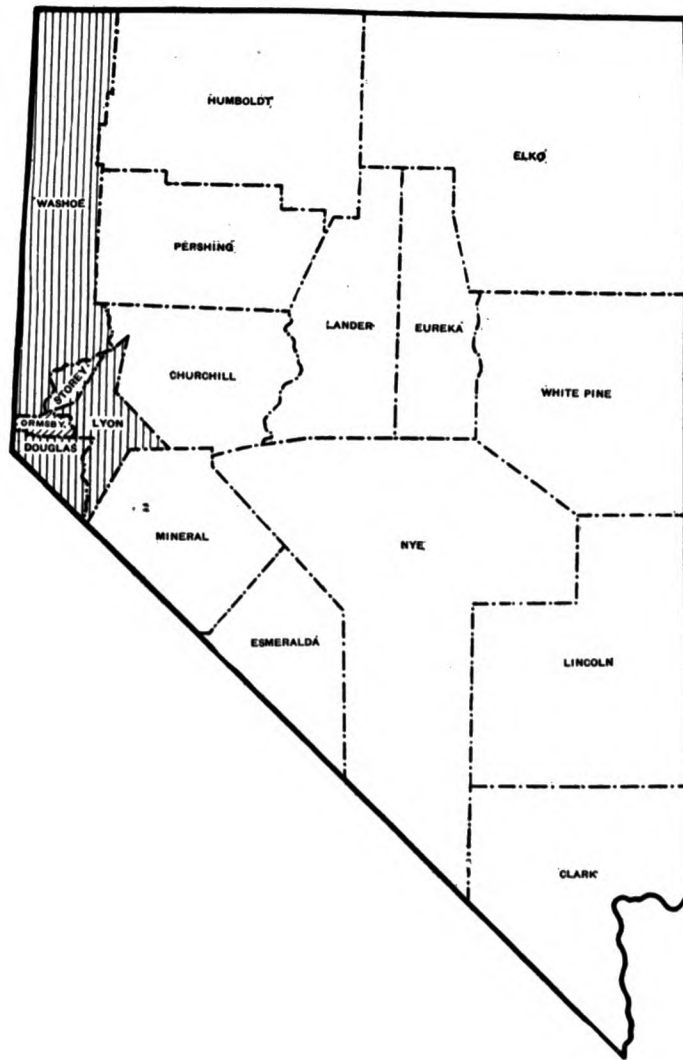 HUMBOLDT
ELKO
WASHOE
PERSHING
LANDER
EUREKA
CHURCHILL
STOREY
WHITE PINE
ORMSBY
LYON
DOUGLAS
MINERAL
NYE
ESMERALDA
LINCOLN
CLARK